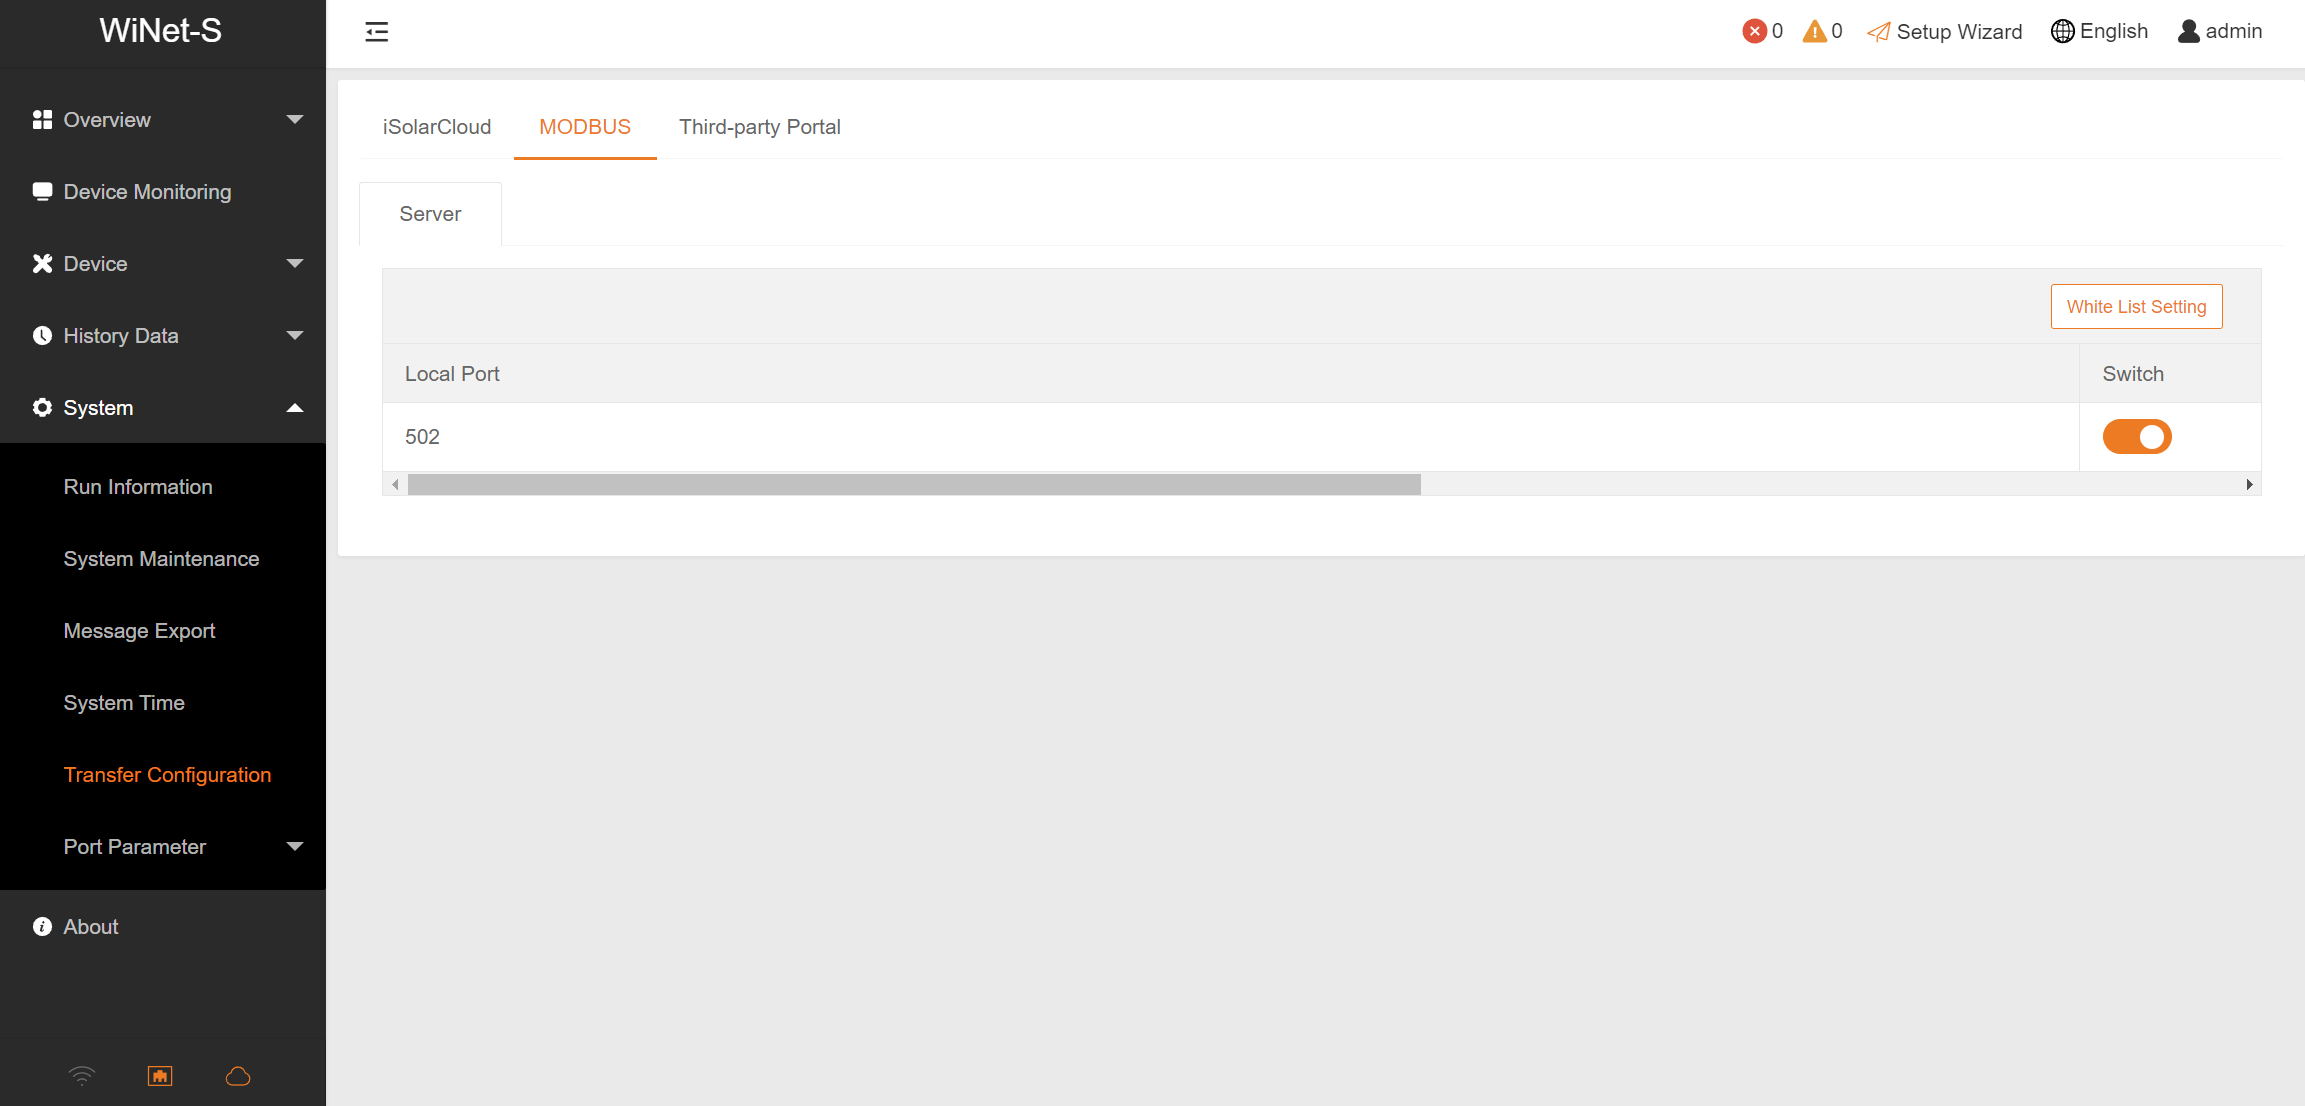 WiNet-S
0
0
Setup Wizard
English
admin
Overview
Device Monitoring
Device
History Data
System
Run Information
System Maintenance
Message Export
System Time
Transfer Configuration
Port Parameter
About
iSolarCloud
MODBUS
Third-party Portal
Server
White List Setting
Local Port
Switch
502